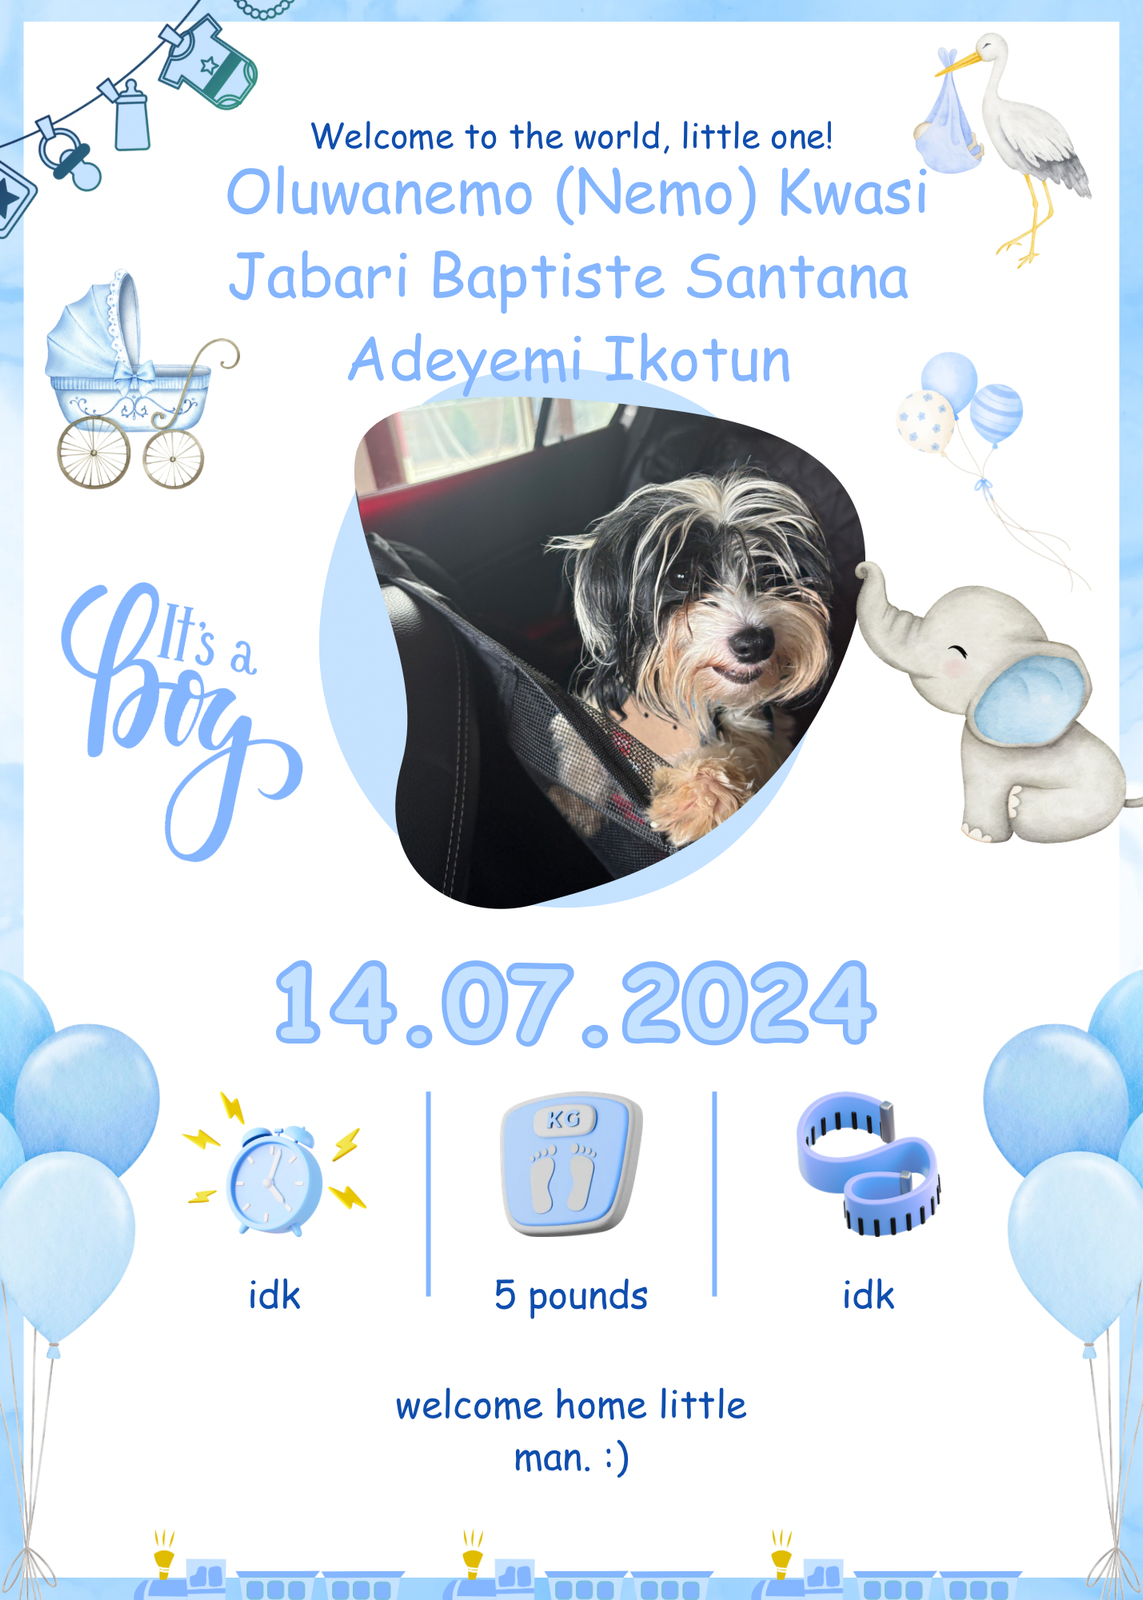 Welcome to the world, little one!
Oluwanemo (Nemo) Kwasi
Jabari Baptiste Santana
Adeyemi Ikotun
It's a
Boy
14.07.2024
KG
idk
5 pounds
idk
welcome home little
man. :)